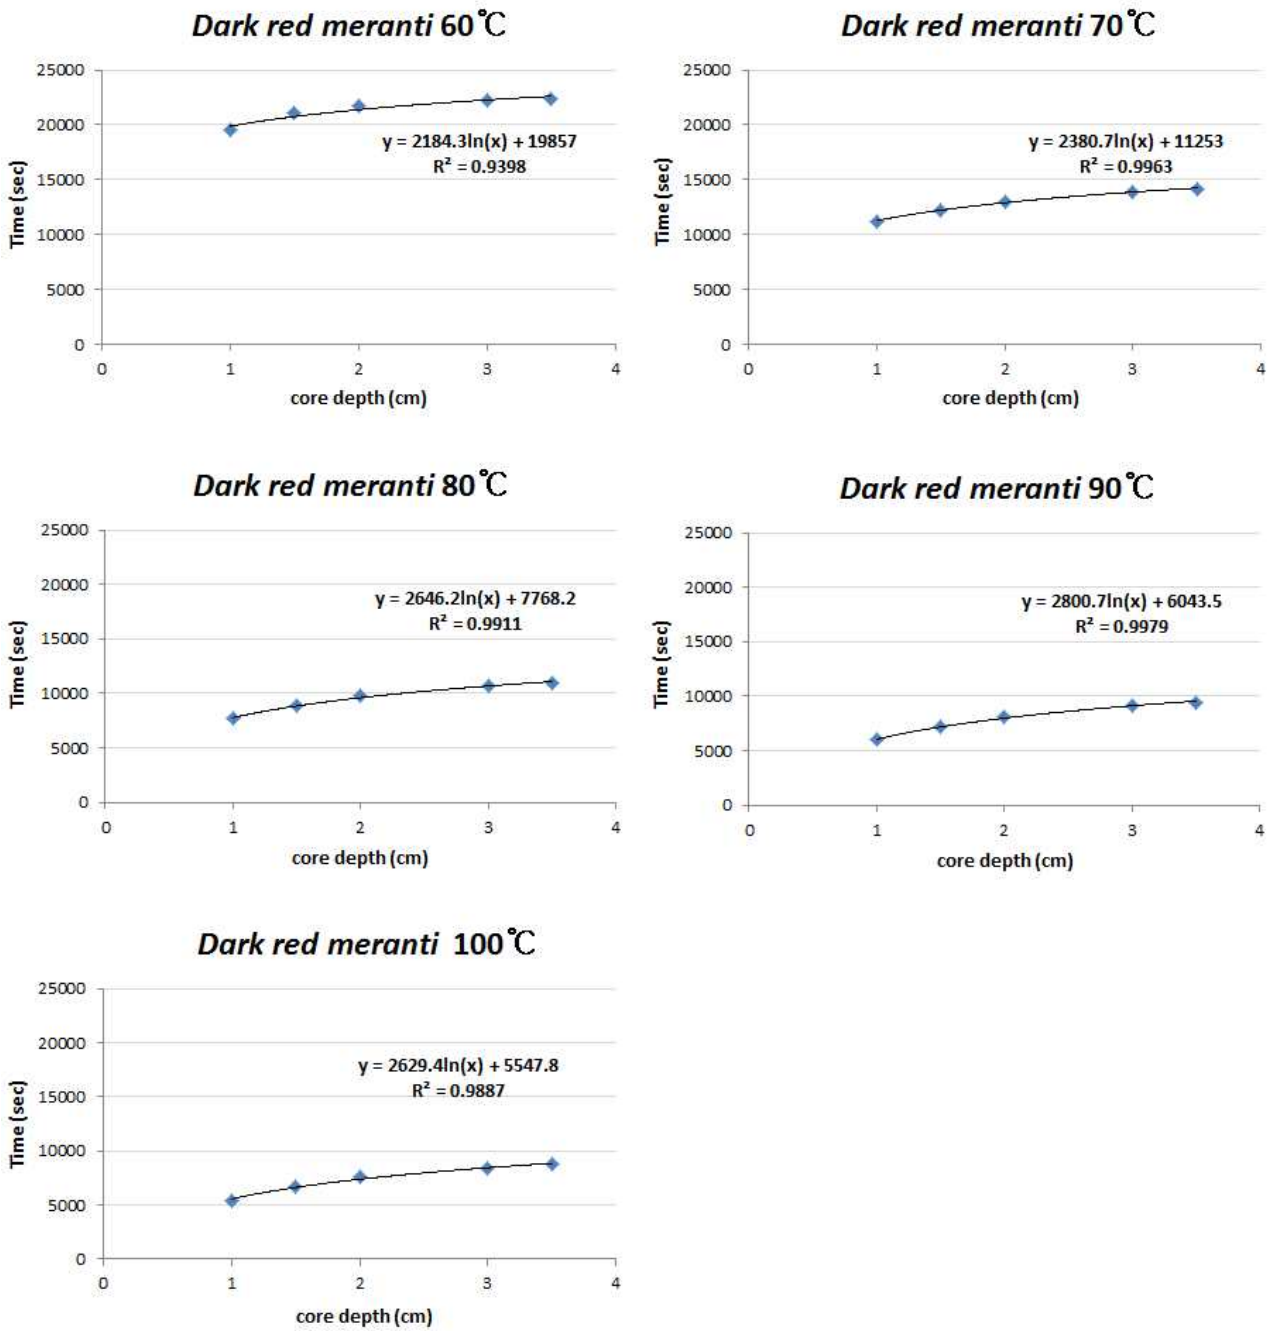 Dark red meranti 60℃
25000
20000
15000
10000
5000
0
Time (sec)
y = 2184.3ln(x) + 19857
R² = 0.9398
0 1 2 3 4
core depth (cm)
Dark red meranti 70℃
25000
20000
15000
10000
5000
0
Time (sec)
y = 2380.7ln(x) + 11253
R² = 0.9963
0 1 2 3 4
core depth (cm)
Dark red meranti 80℃
25000
20000
15000
10000
5000
0
Time (sec)
y = 2646.2ln(x) + 7768.2
R² = 0.9911
0 1 2 3 4
core depth (cm)
Dark red meranti 90℃
25000
20000
15000
10000
5000
0
Time (sec)
y = 2800.7ln(x) + 6043.5
R² = 0.9979
0 1 2 3 4
core depth (cm)
Dark red meranti 100℃
25000
20000
15000
10000
5000
0
Time (sec)
y = 2629.4ln(x) + 5547.8
R² = 0.9887
0 1 2 3 4
core depth (cm)